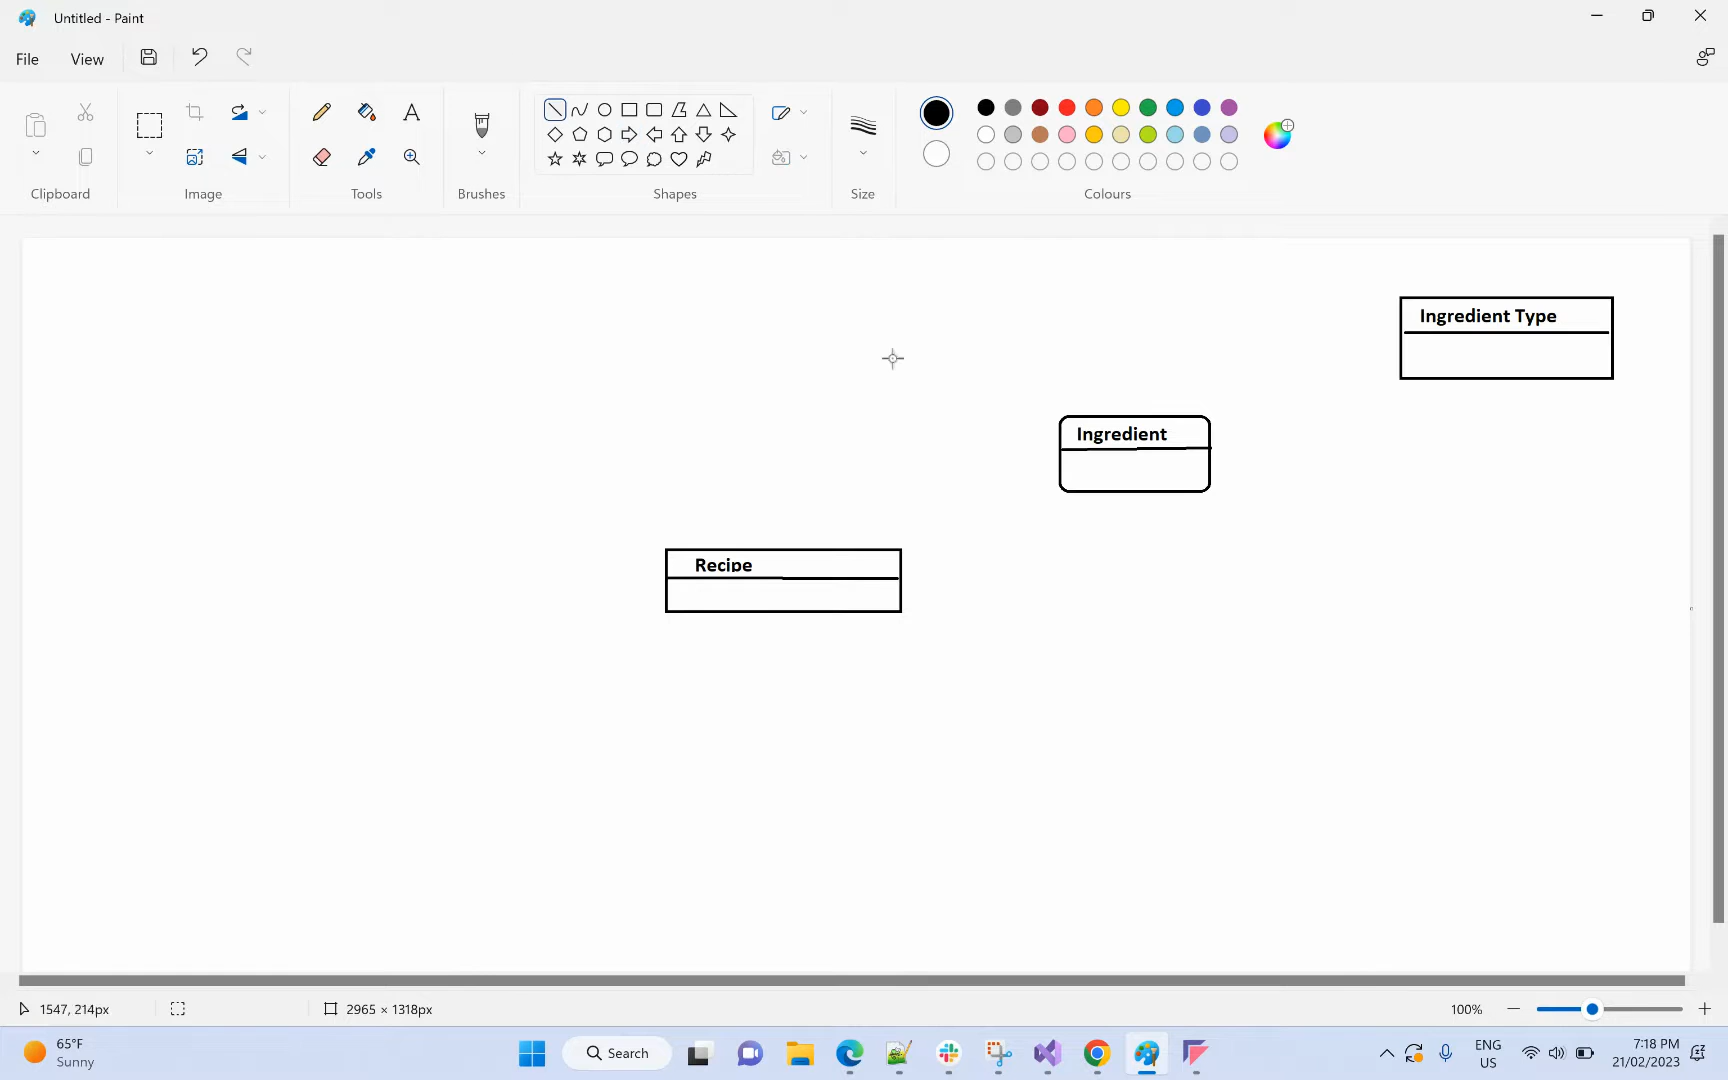 Untitled - Paint
File View
Clipboard Image Tools Brushes Shapes Size Colours
Ingredient Type
Ingredient
Recipe
1547, 214px 2965 × 1318px 100%
65°F
Sunny
Search
ENG
US
7:18 PM
21/02/2023